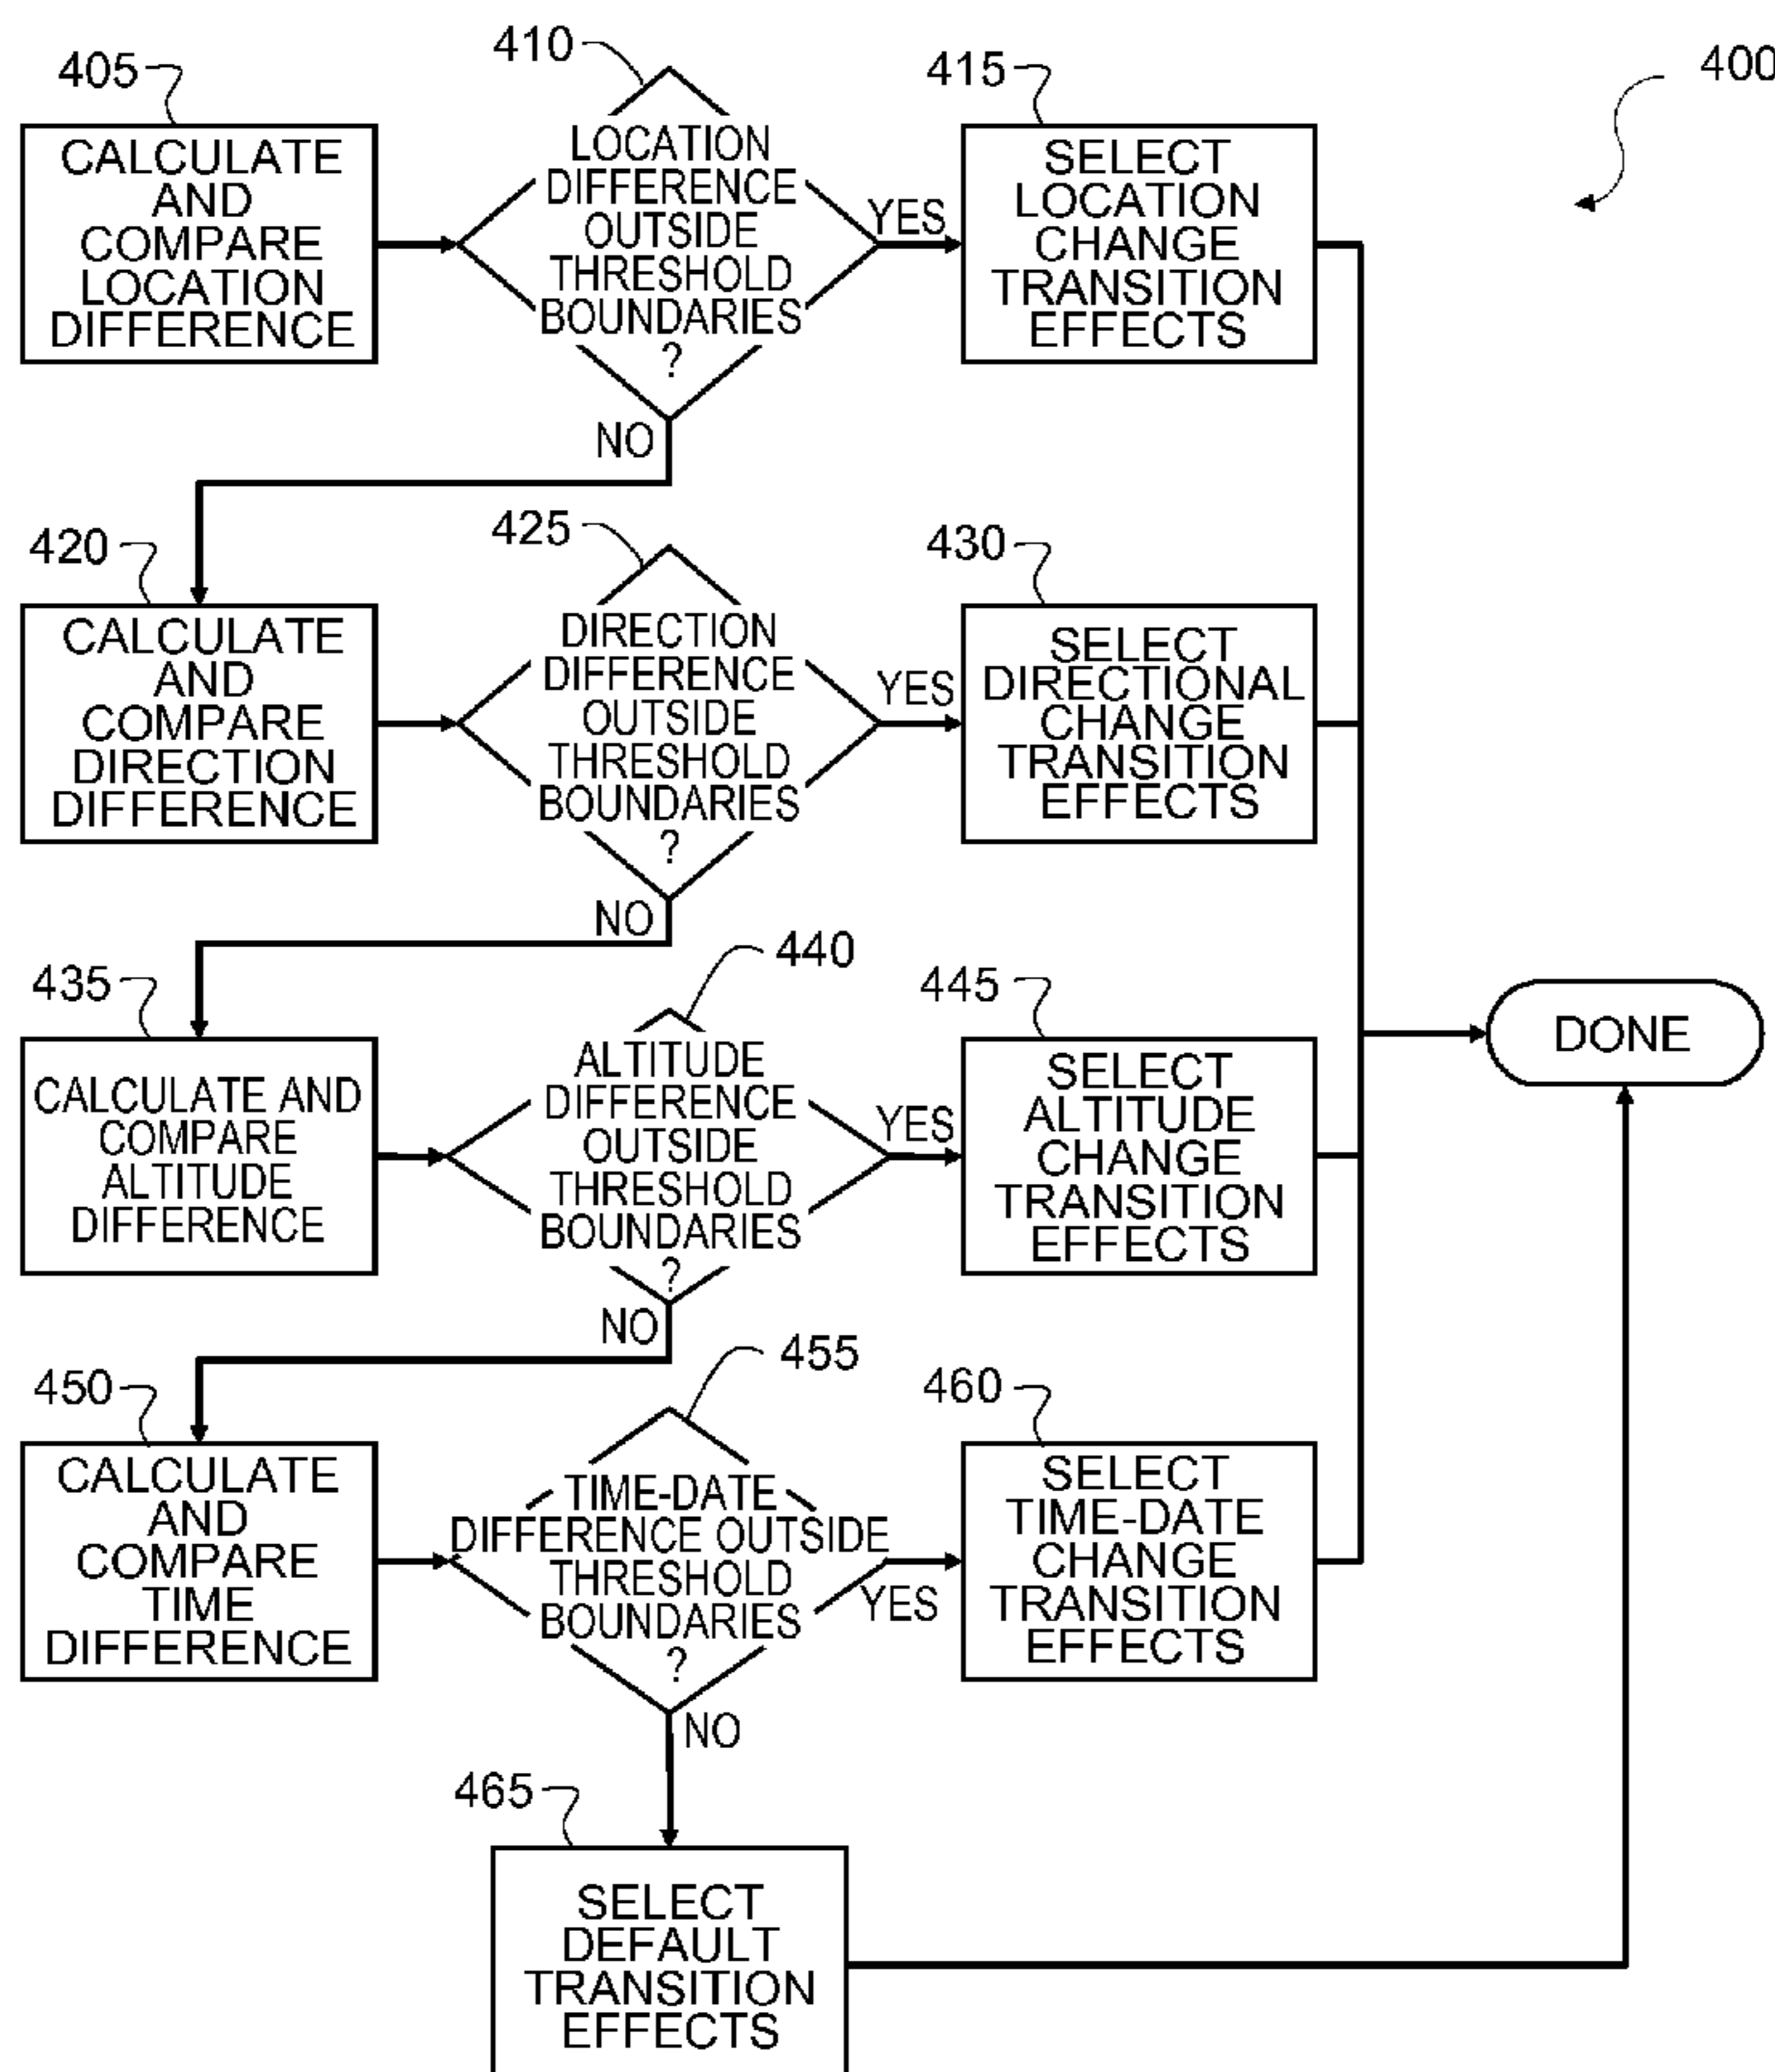 400
405
CALCULATE
AND
COMPARE
LOCATION
DIFFERENCE
410
LOCATION
DIFFERENCE
OUTSIDE
THRESHOLD
BOUNDARIES
?
YES
NO
415
SELECT
LOCATION
CHANGE
TRANSITION
EFFECTS
420
CALCULATE
AND
COMPARE
DIRECTION
DIFFERENCE
425
DIRECTION
DIFFERENCE
OUTSIDE
THRESHOLD
BOUNDARIES
?
YES
NO
430
SELECT
DIRECTIONAL
CHANGE
TRANSITION
EFFECTS
435
CALCULATE AND
COMPARE
ALTITUDE
DIFFERENCE
440
ALTITUDE
DIFFERENCE
OUTSIDE
THRESHOLD
BOUNDARIES
?
YES
NO
445
SELECT
ALTITUDE
CHANGE
TRANSITION
EFFECTS
DONE
450
CALCULATE
AND
COMPARE
TIME
DIFFERENCE
455
TIME-DATE
DIFFERENCE OUTSIDE
THRESHOLD
BOUNDARIES
?
YES
NO
460
SELECT
TIME-DATE
CHANGE
TRANSITION
EFFECTS
465
SELECT
DEFAULT
TRANSITION
EFFECTS